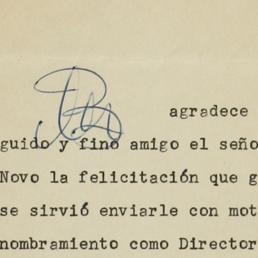 agradece
guido y fino amigo el seño
Novo la felicitación que g
se sirvió enviarle con mot
nombramiento como Director